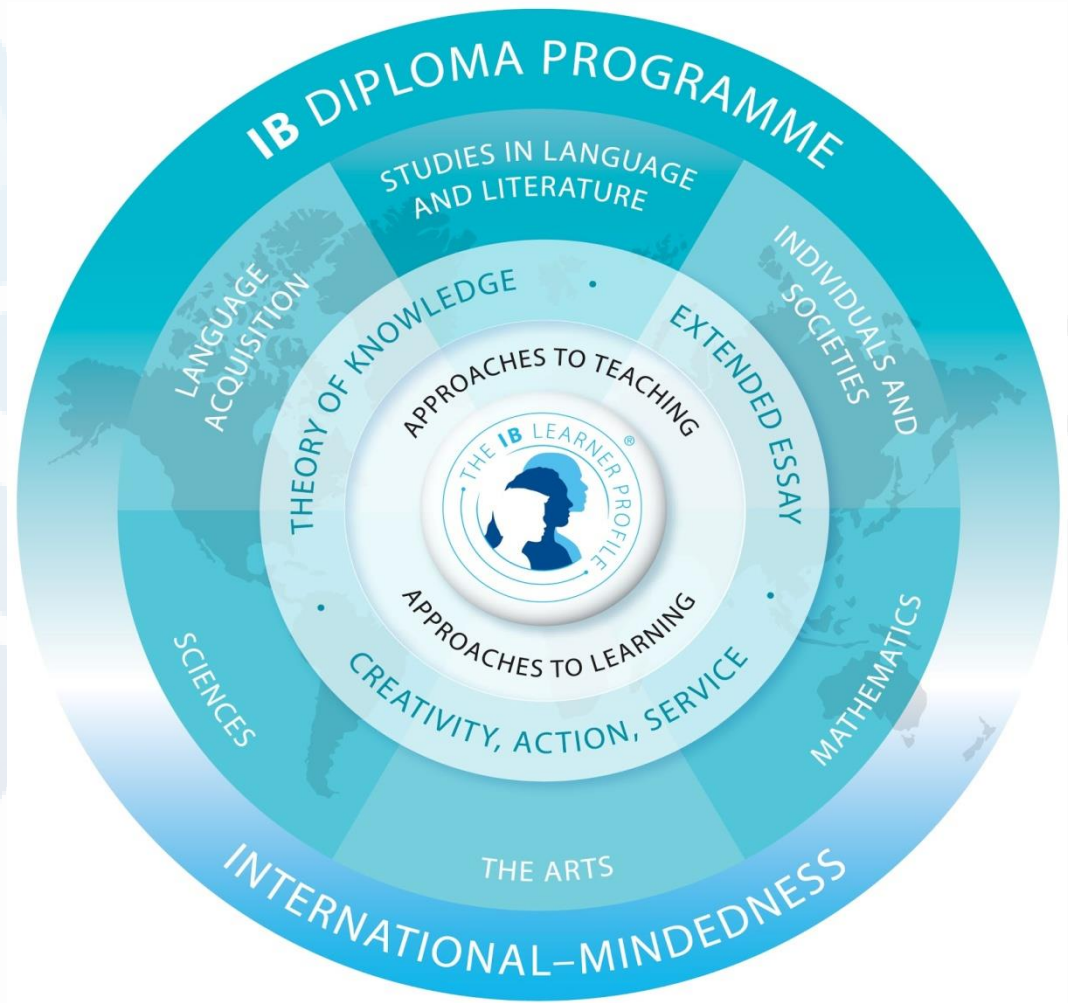 IB DIPLOMA PROGRAMME
STUDIES IN LANGUAGE
AND LITERATURE
LANGUAGE
ACQUISITION
INDIVIDUALS AND
SOCIETIES
THEORY OF KNOWLEDGE
·
EXTENDED ESSAY
APPROACHES TO TEACHING
THE IB LEARNER PROFILE®
APPROACHES TO LEARNING
·
CREATIVITY, ACTION, SERVICE
·
SCIENCES
MATHEMATICS
THE ARTS
INTERNATIONAL–MINDEDNESS